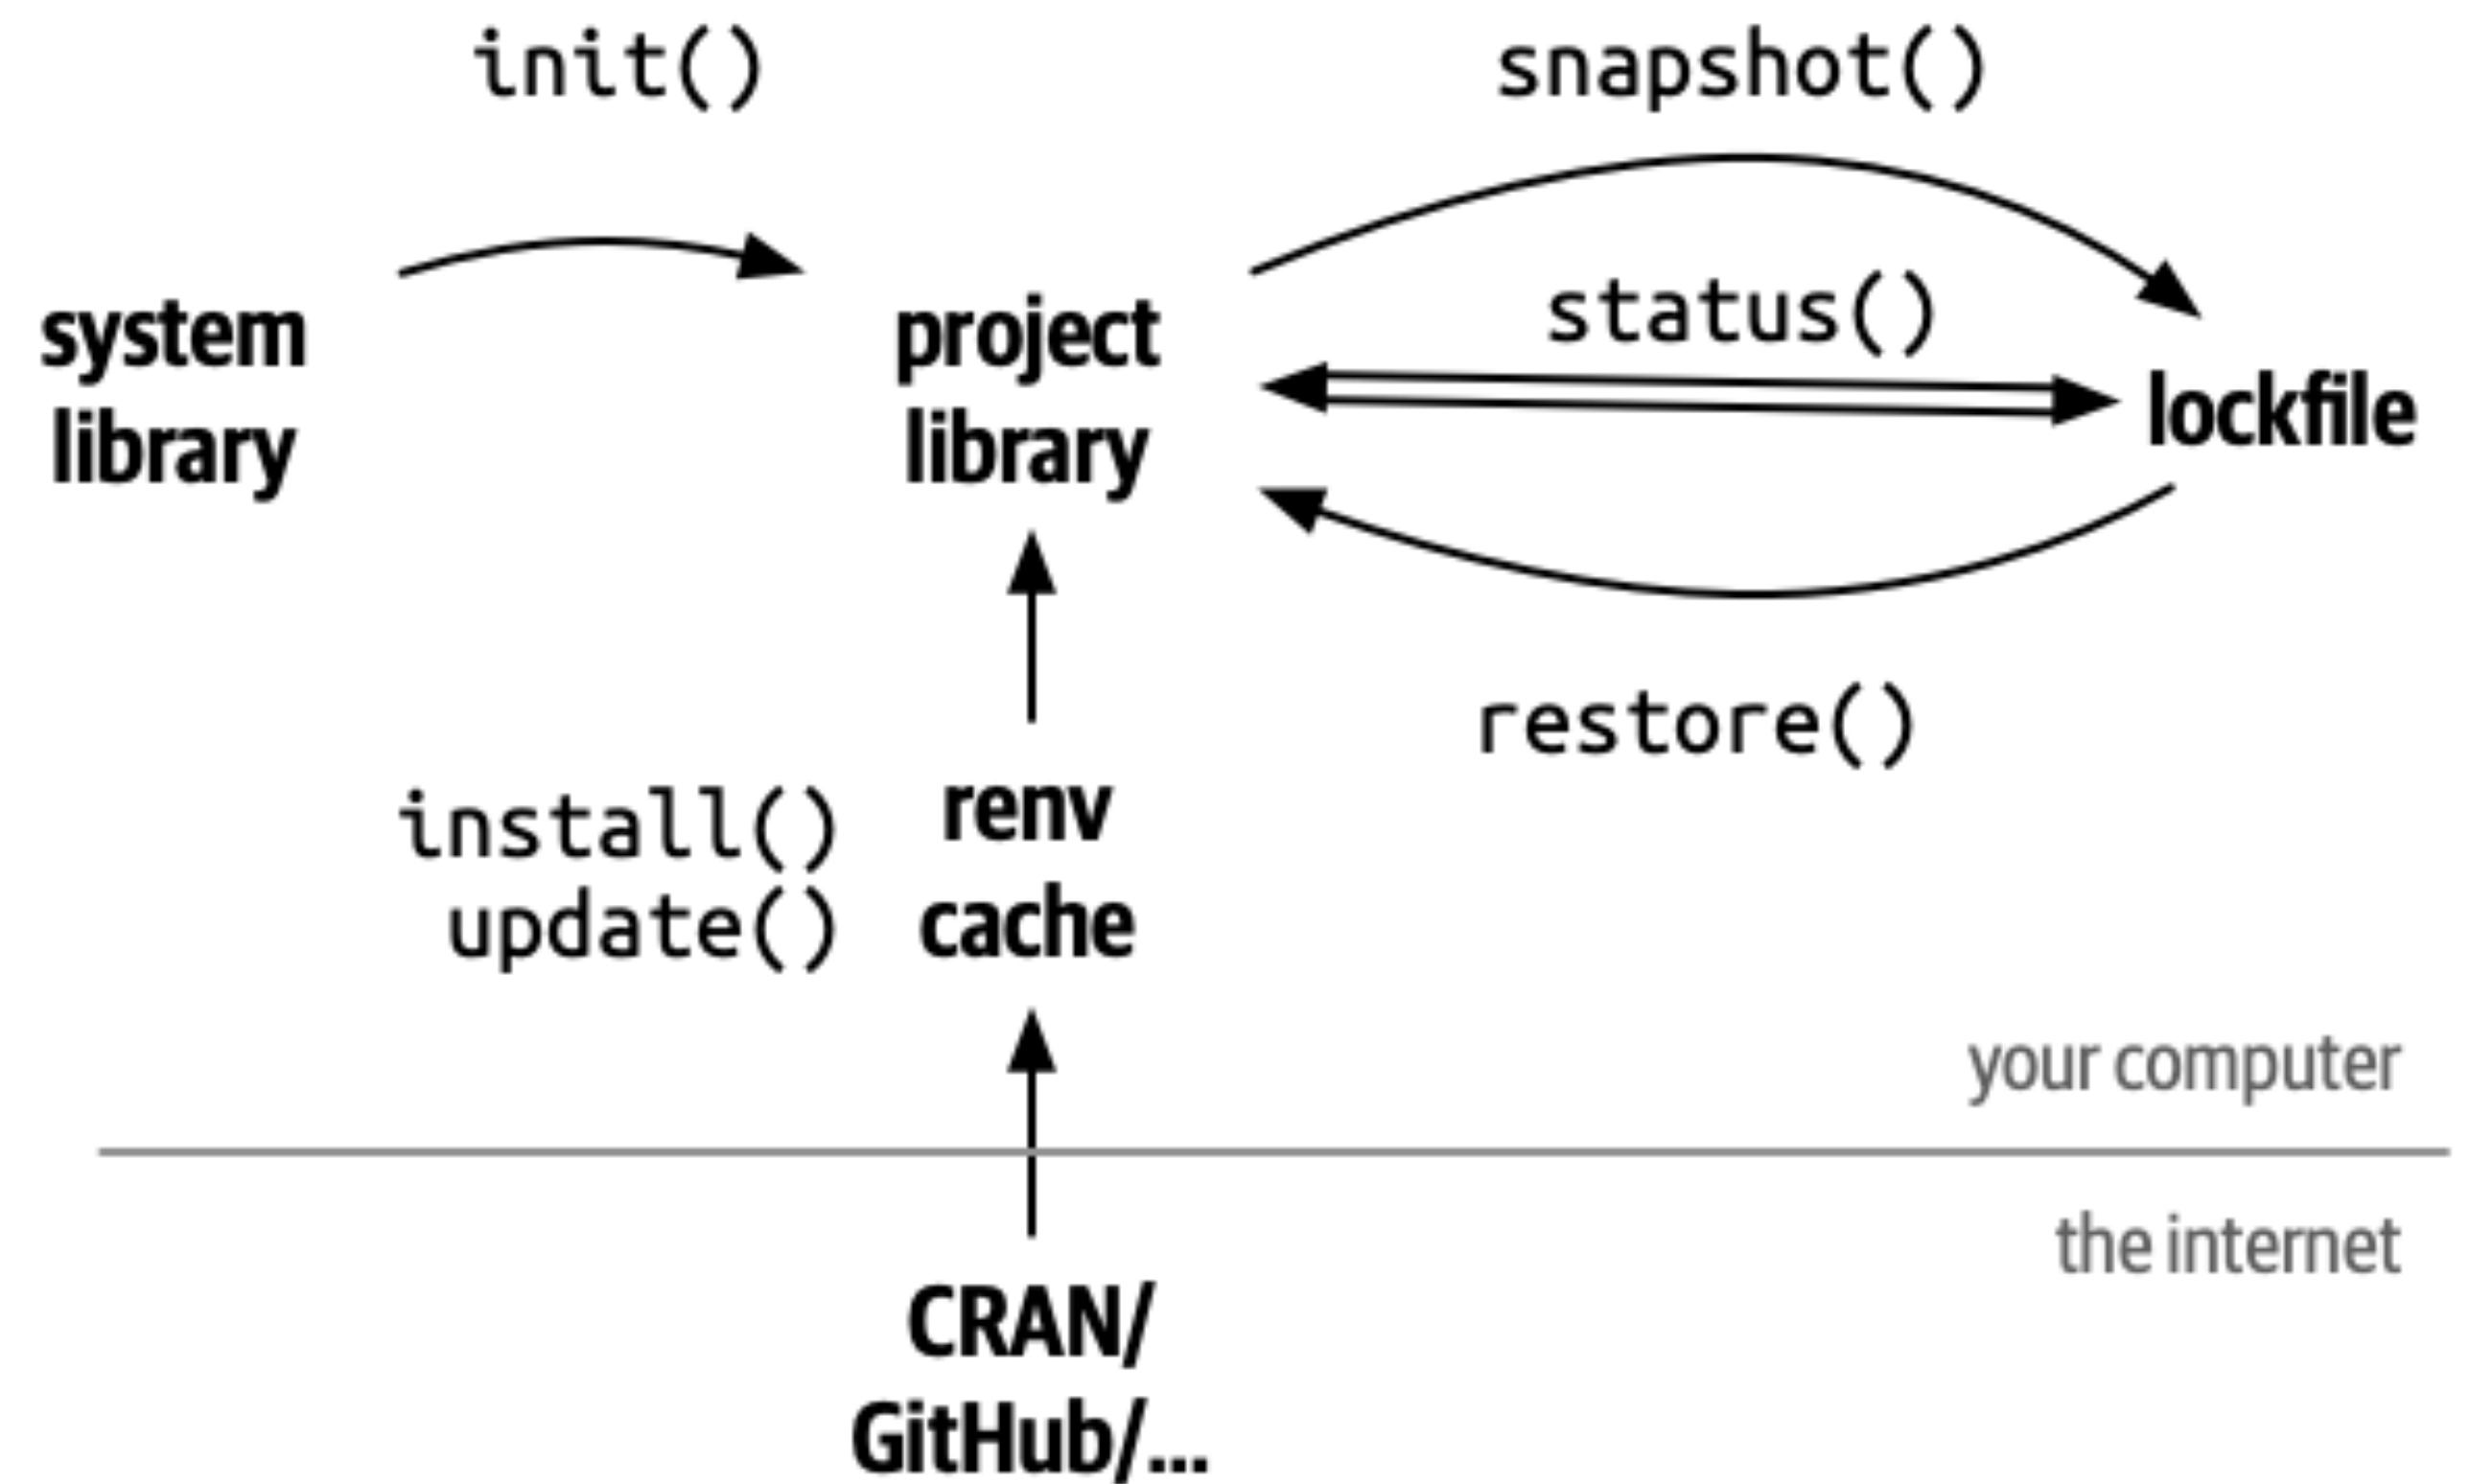 init()
snapshot()
status()
system
library
project
library
lockfile
restore()
install()
update()
renv
cache
your computer
the internet
CRAN/
GitHub/...